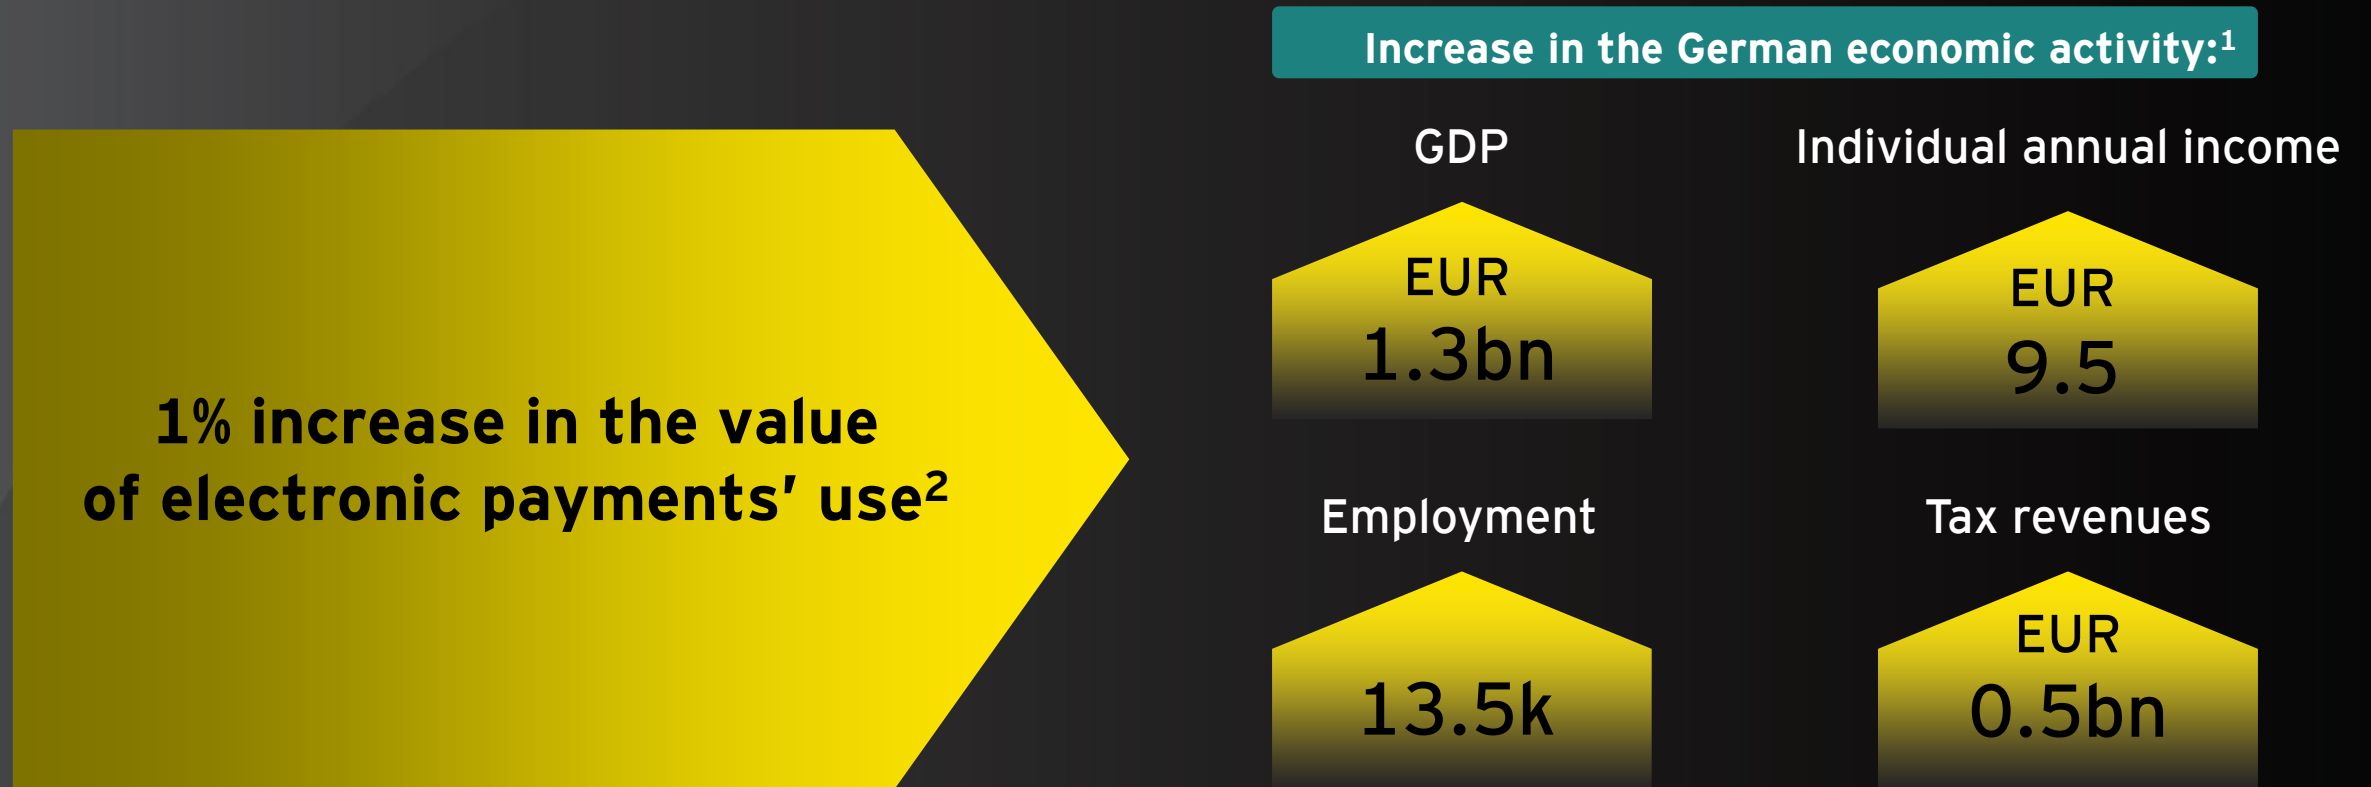 Increase in the German economic activity:¹
GDP
Individual annual income
EUR
1.3bn
EUR
9.5
1% increase in the value
of electronic payments’ use²
Employment
Tax revenues
13.5k
EUR
0.5bn